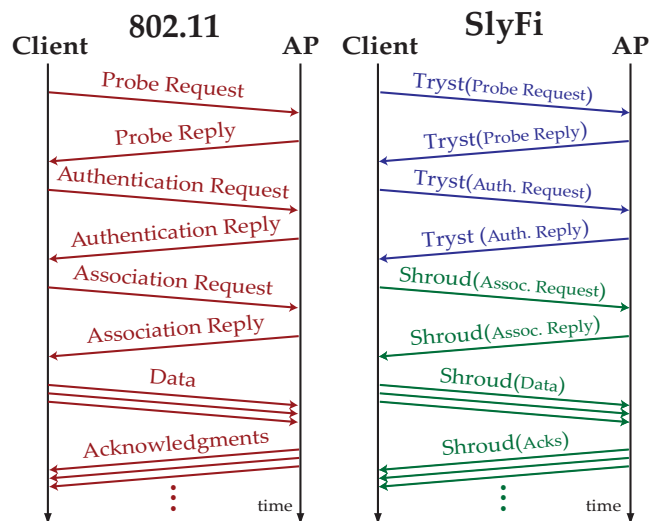 802.11
Client
AP
Probe Request
Probe Reply
Authentication Request
Authentication Reply
Association Request
Association Reply
Data
Acknowledgments
time
SlyFi
Client
AP
Tryst(Probe Request)
Tryst(Probe Reply)
Tryst(Auth. Request)
Tryst (Auth. Reply)
Shroud(Assoc. Request)
Shroud(Assoc. Reply)
Shroud(Data)
Shroud(Acks)
time